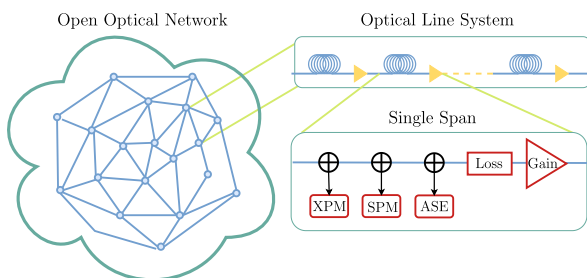 Open Optical Network
Optical Line System
Single Span
Loss
Gain
XPM
SPM
ASE